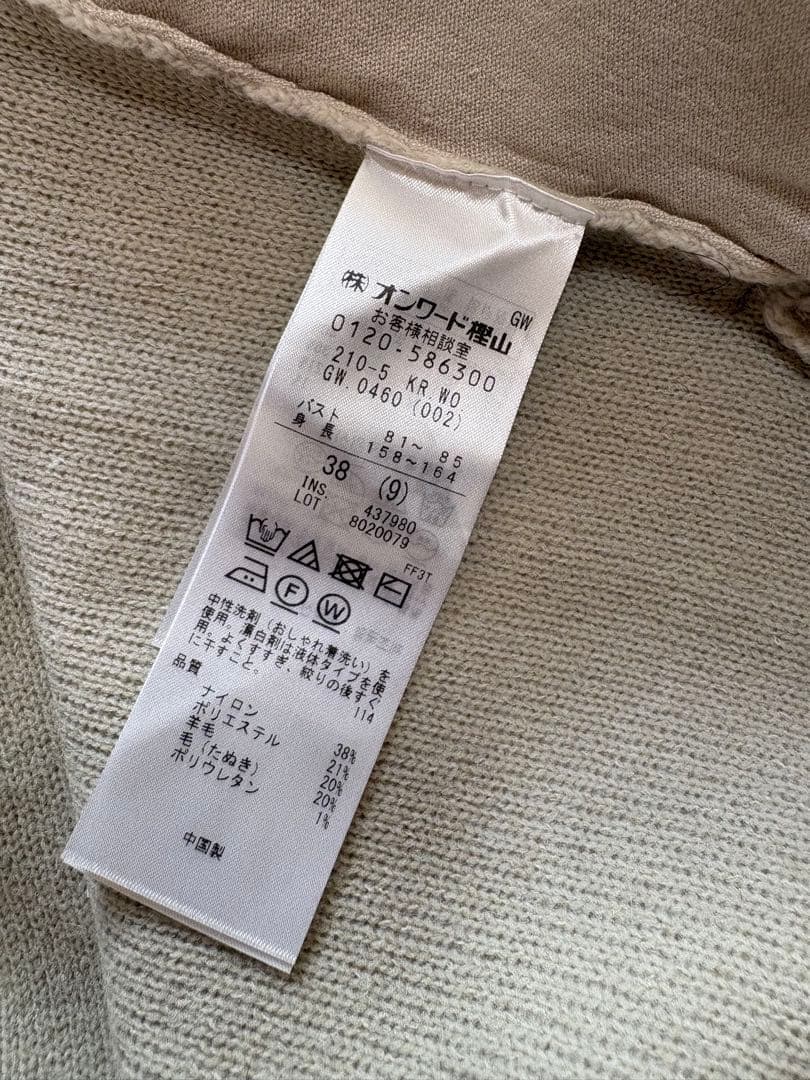 GW
(株)オンワード樫山
お客様相談室
0120-586300
210-5 KR WO
GW 0460 (002)
バスト 81~ 85
身長 158~164
38 (9)
INS. 437980
LOT 8020079
FF3T
F W
中性洗剤(おしゃれ着洗い)を
使用。漂白剤は液体タイプを使
用。よくすすぎ、絞りの後すぐ
に干すこと。 114
品質
ナイロン 38%
ポリエステル 21%
羊毛 20%
毛(たぬき) 20%
ポリウレタン 1%
中国製